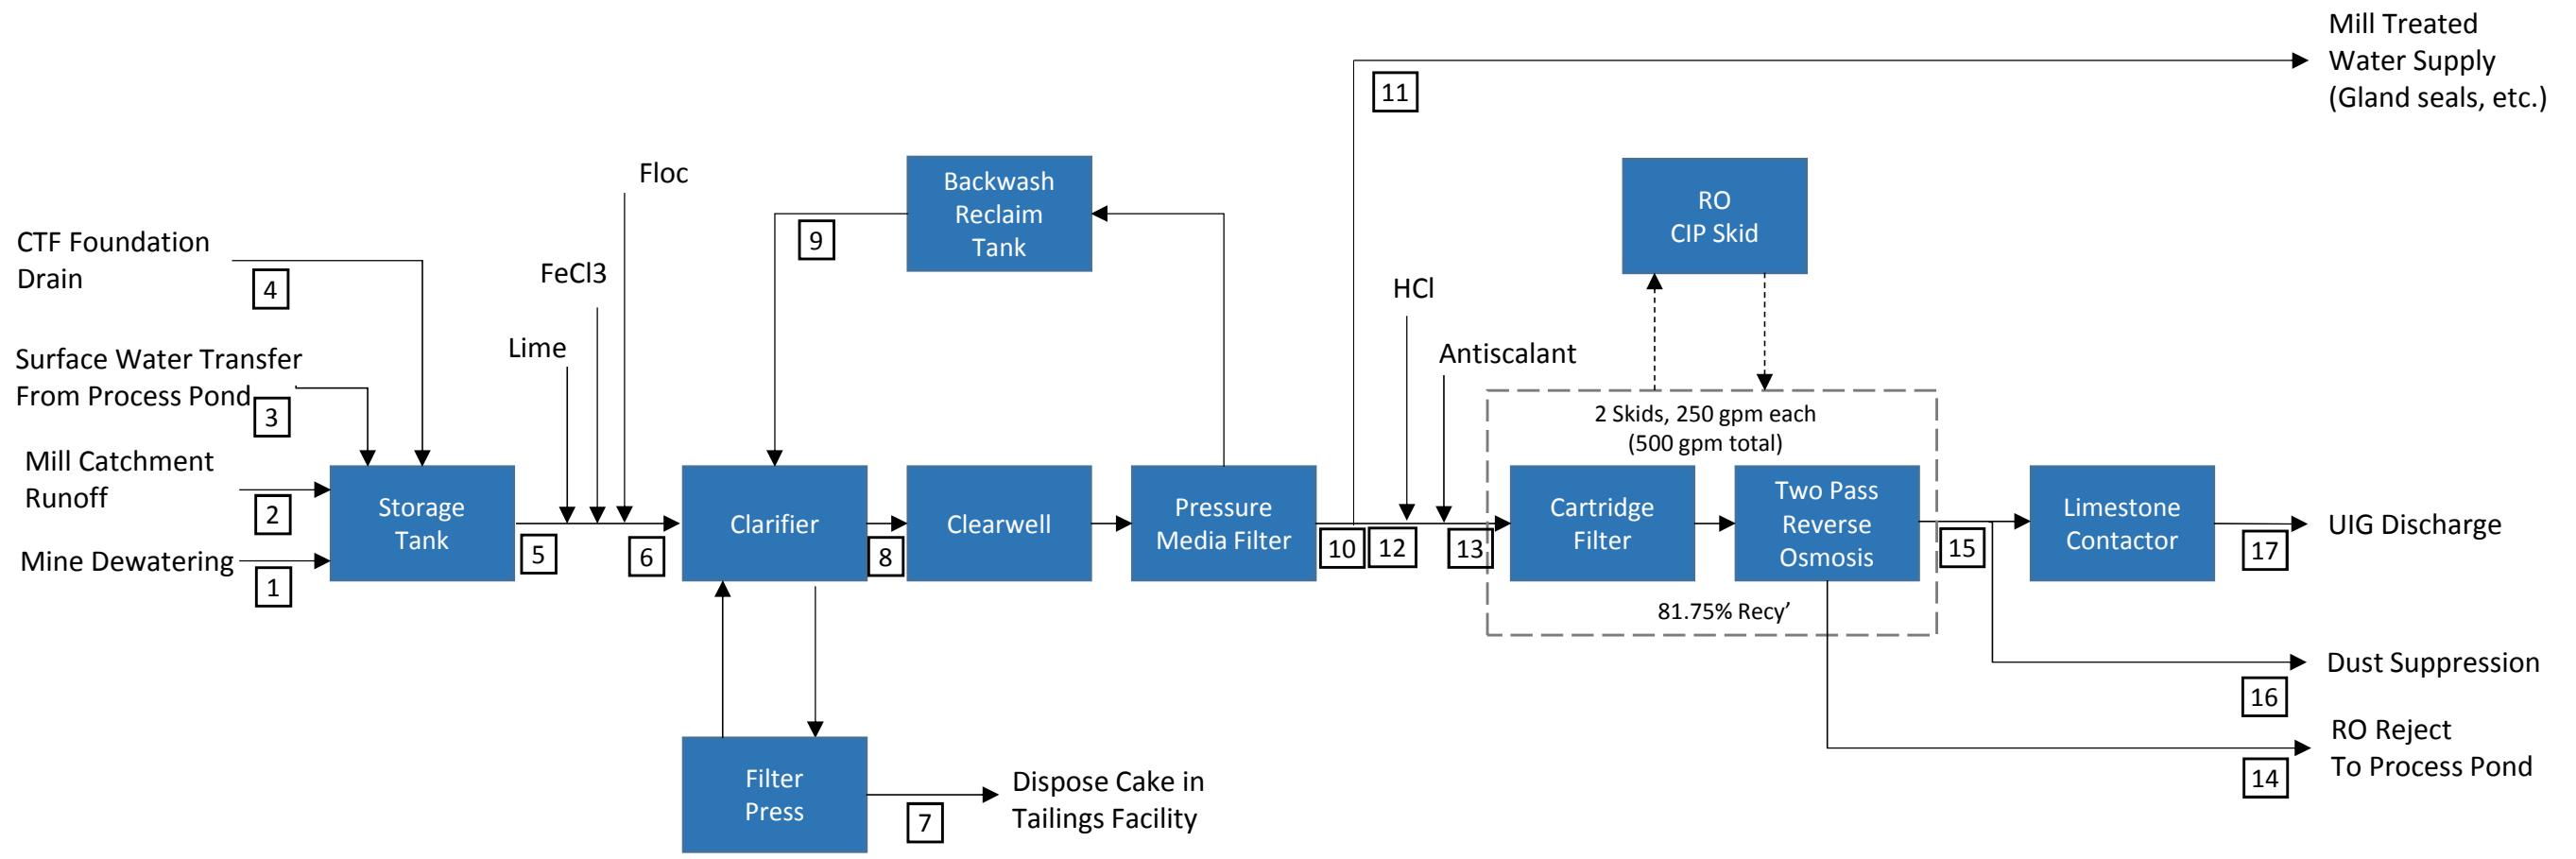 Mill Treated
Water Supply
(Gland seals, etc.)
11
Floc
Backwash
Reclaim
Tank
RO
CIP Skid
CTF Foundation
Drain
4
9
FeCl3
HCl
Lime
Antiscalant
Surface Water Transfer
From Process Pond
3
2 Skids, 250 gpm each
(500 gpm total)
Mill Catchment
Runoff
2
Mine Dewatering
1
Storage
Tank
5
6
Clarifier
8
Clearwell
Pressure
Media Filter
10
12
13
Cartridge
Filter
Two Pass
Reverse
Osmosis
15
Limestone
Contactor
17
UIG Discharge
81.75% Recy’
Dust Suppression
16
RO Reject
To Process Pond
14
Filter
Press
7
Dispose Cake in
Tailings Facility